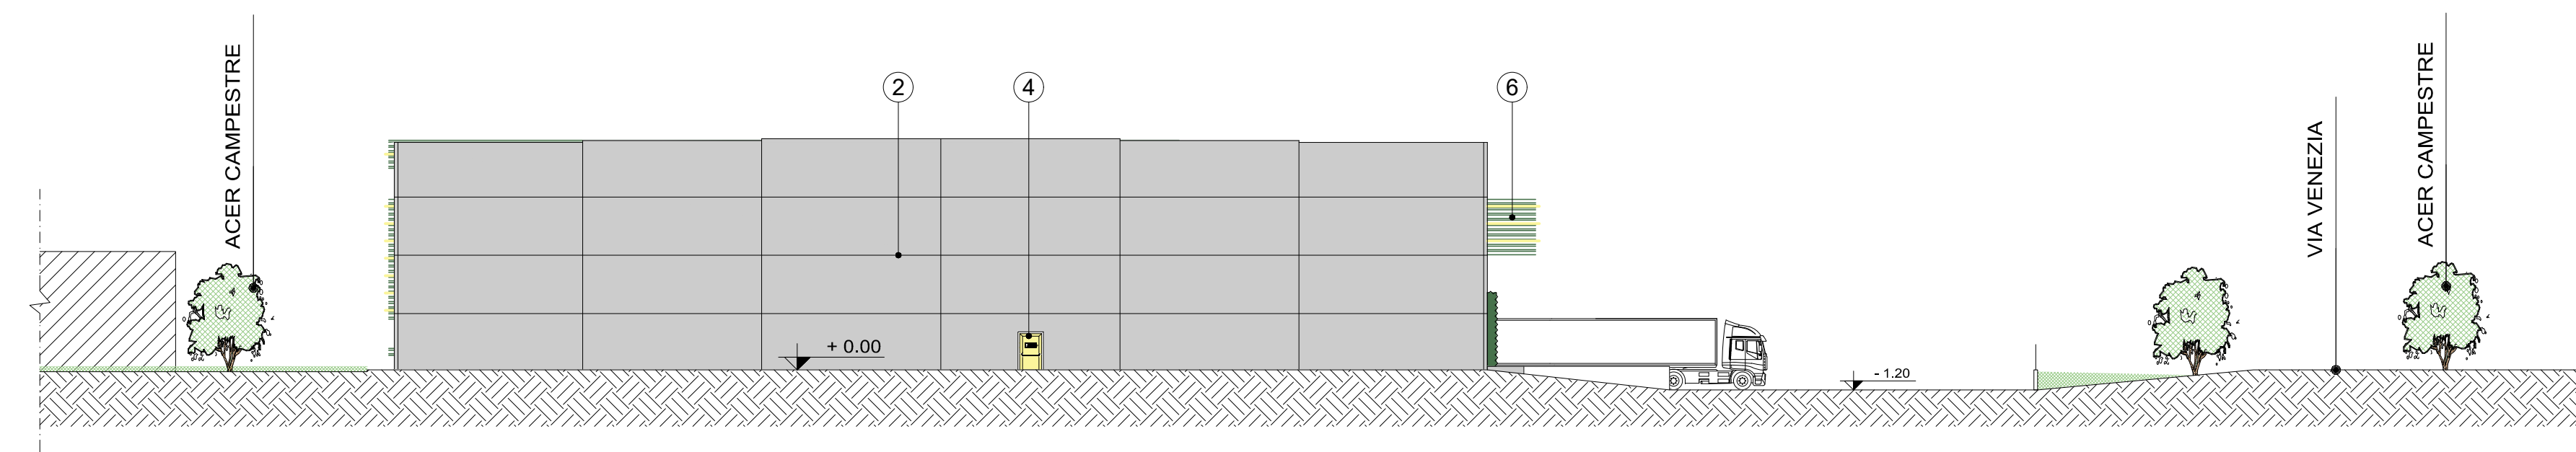 ACER CAMPESTRE
2
4
6
VIA VENEZIA
ACER CAMPESTRE
+ 0.00
- 1.20